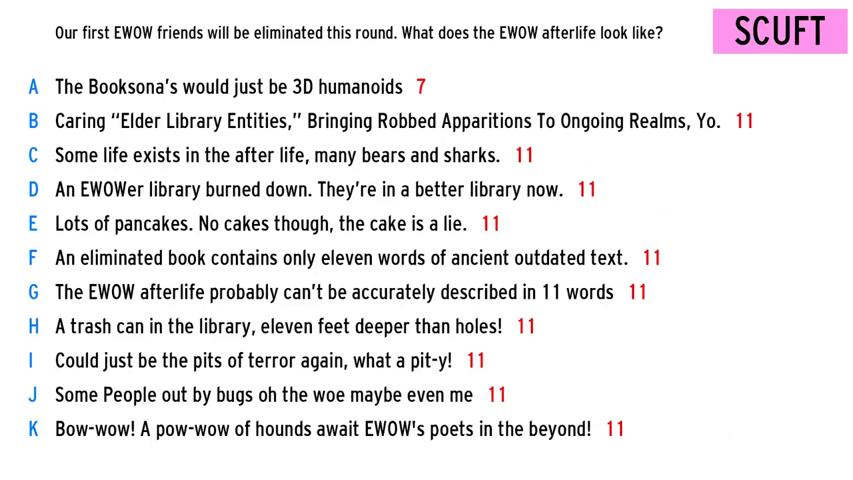 Our first EWOW friends will be eliminated this round. What does the EWOW afterlife look like?
SCUFT
A The Booksona's would just be 3D humanoids 7
B Caring “Elder Library Entities,” Bringing Robbed Apparitions To Ongoing Realms, Yo. 11
C Some life exists in the after life, many bears and sharks. 11
D An EWOWer library burned down. They're in a better library now. 11
E Lots of pancakes. No cakes though, the cake is a lie. 11
F An eliminated book contains only eleven words of ancient outdated text. 11
G The EWOW afterlife probably can't be accurately described in 11 words 11
H A trash can in the library, eleven feet deeper than holes! 11
I Could just be the pits of terror again, what a pit-y! 11
J Some People out by bugs oh the woe maybe even me 11
K Bow-wow! A pow-wow of hounds await EWOW's poets in the beyond! 11